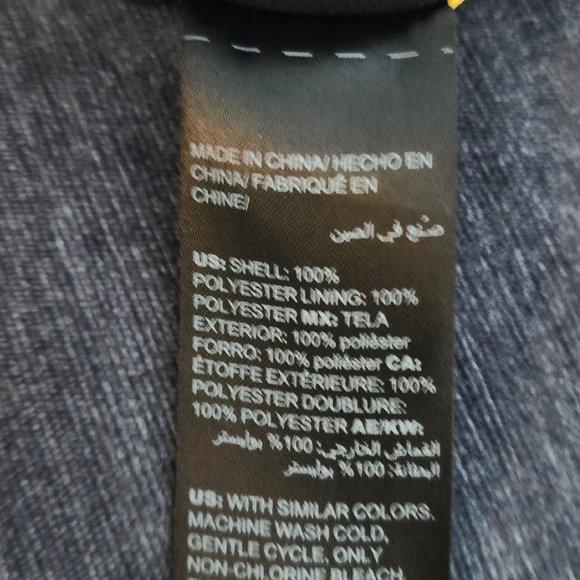 MADE IN CHINA/ HECHO EN
CHINA/ FABRIQUÉ EN
CHINE/
صنع في الصين
US: SHELL: 100%
POLYESTER LINING: 100%
POLYESTER MX: TELA
EXTERIOR: 100% poliéster
FORRO: 100% poliéster CA:
ÉTOFFE EXTÉRIEURE: 100%
POLYESTER DOUBLURE:
100% POLYESTER AE/KW:
القماش الخارجي: 100% بوليستر
البطانة: 100% بوليستر
US: WITH SIMILAR COLORS.
MACHINE WASH COLD,
GENTLE CYCLE, ONLY
NON-CHLORINE BLEACH